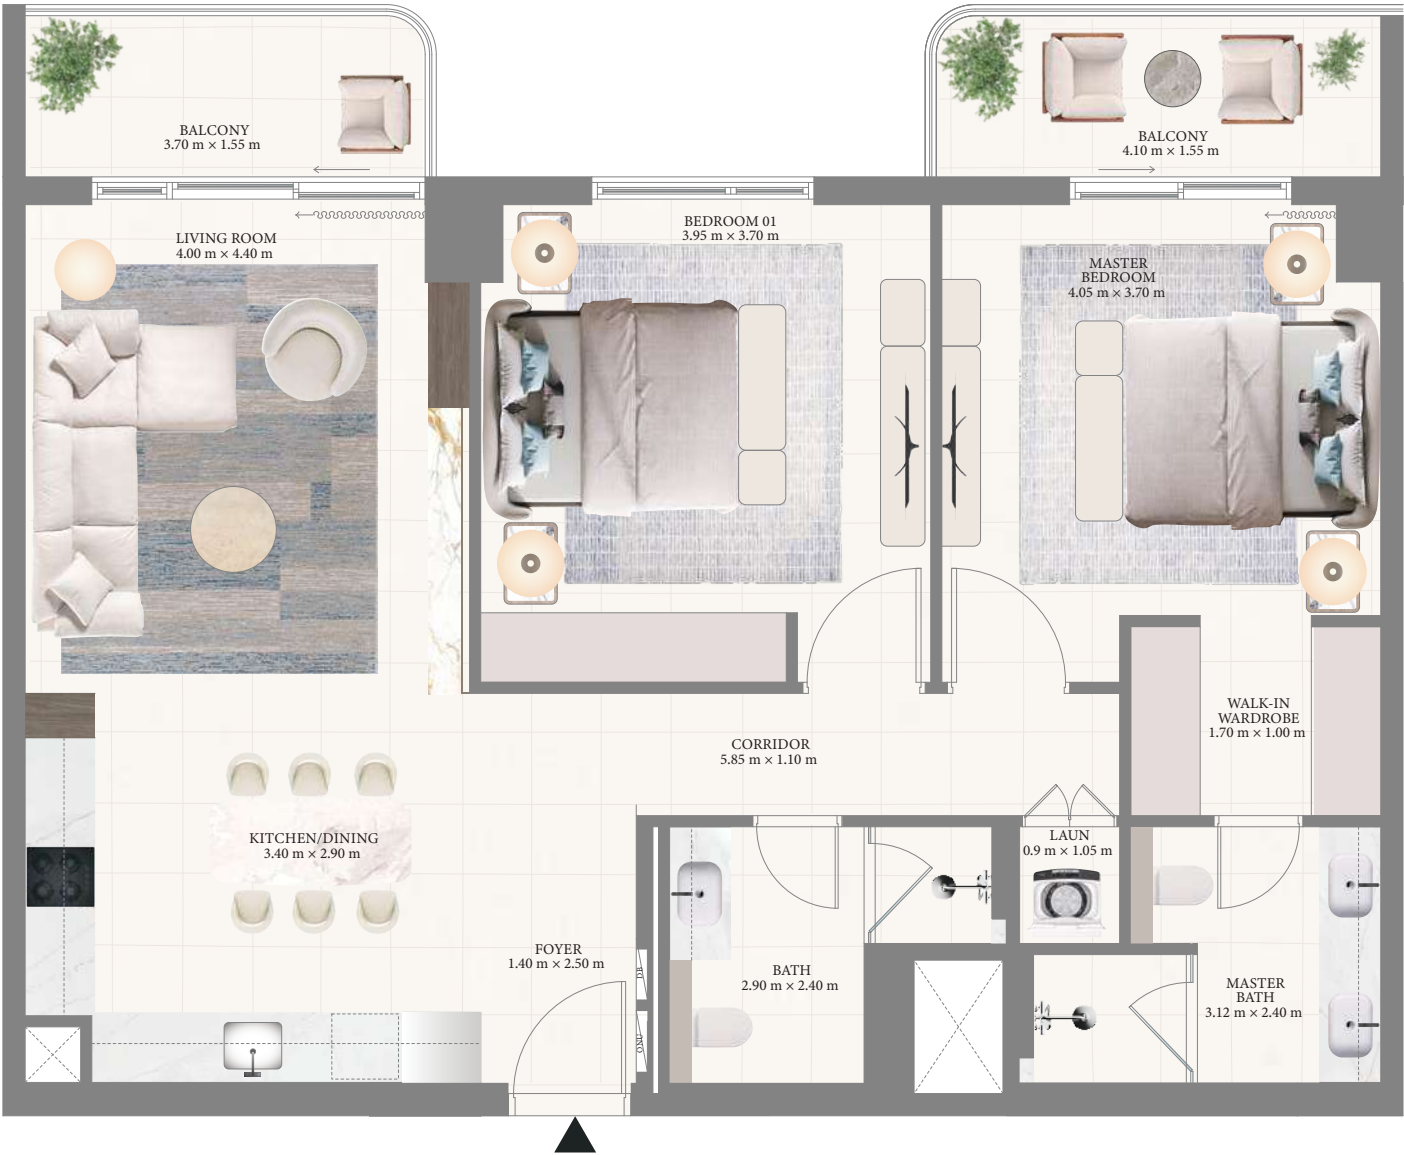 BALCONY
3.70 m × 1.55 m
BALCONY
4.10 m × 1.55 m
LIVING ROOM
4.00 m × 4.40 m
BEDROOM 01
3.95 m × 3.70 m
MASTER
BEDROOM
4.05 m × 3.70 m
WALK-IN
WARDROBE
1.70 m × 1.00 m
CORRIDOR
5.85 m × 1.10 m
KITCHEN/DINING
3.40 m × 2.90 m
LAUN
0.9 m × 1.05 m
FOYER
1.40 m × 2.50 m
BATH
2.90 m × 2.40 m
MASTER
BATH
3.12 m × 2.40 m
DB